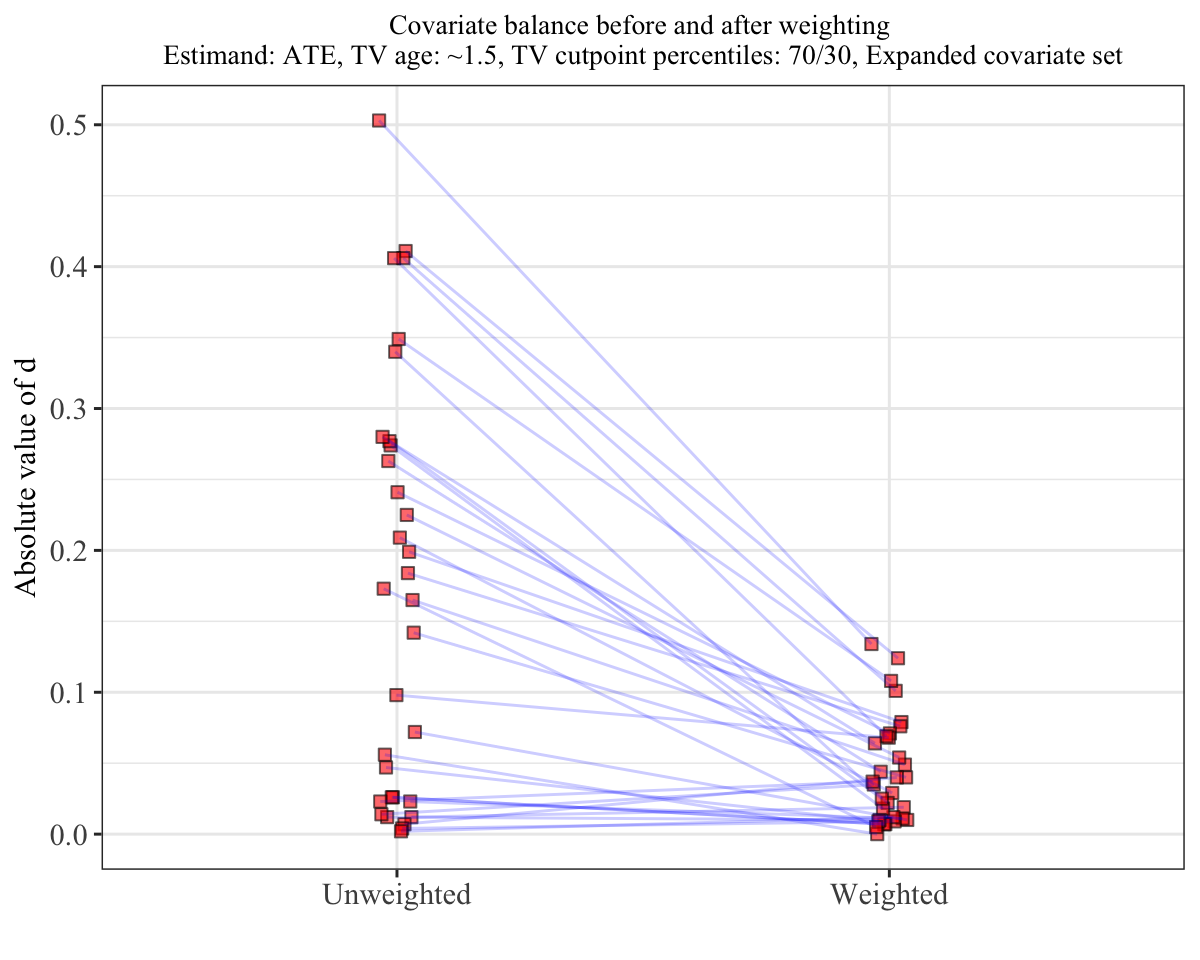 Covariate balance before and after weighting
Estimand: ATE, TV age: ~1.5, TV cutpoint percentiles: 70/30, Expanded covariate set
Absolute value of d
0.5
0.4
0.3
0.2
0.1
0.0
Unweighted Weighted